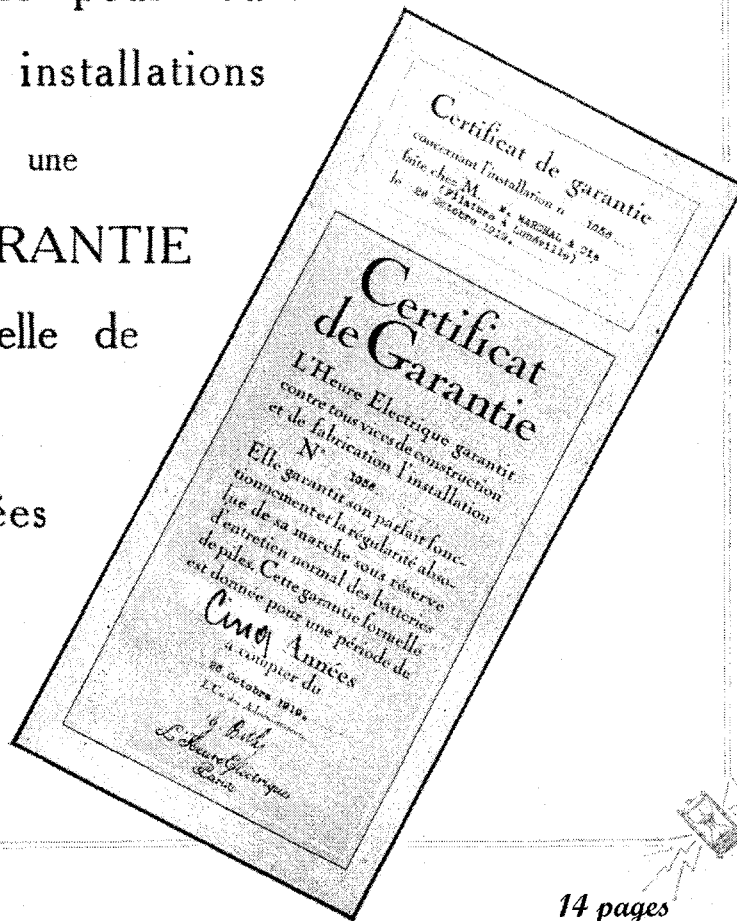 installations
une
RANTIE
elle de
ées
Certificat de garantie
concernant l'installation n 1056
faite chez M. M. MARCHAL & Cie
(Filature à Lunéville)
le 28 Octobre 1919.
Certificat
de Garantie
L'Heure Electrique garantit
contre tous vices de construction
et de fabrication l'installation
N° 1056
Elle garantit son parfait fonc-
tionnement et la régularité abso-
lue de sa marche sous réserve
d'entretien normal des batteries
de piles. Cette garantie formelle
est donnée pour une période de
Cinq Années
à compter du
28 Octobre 1919.
L'Heure Electrique
Paris
14 pages